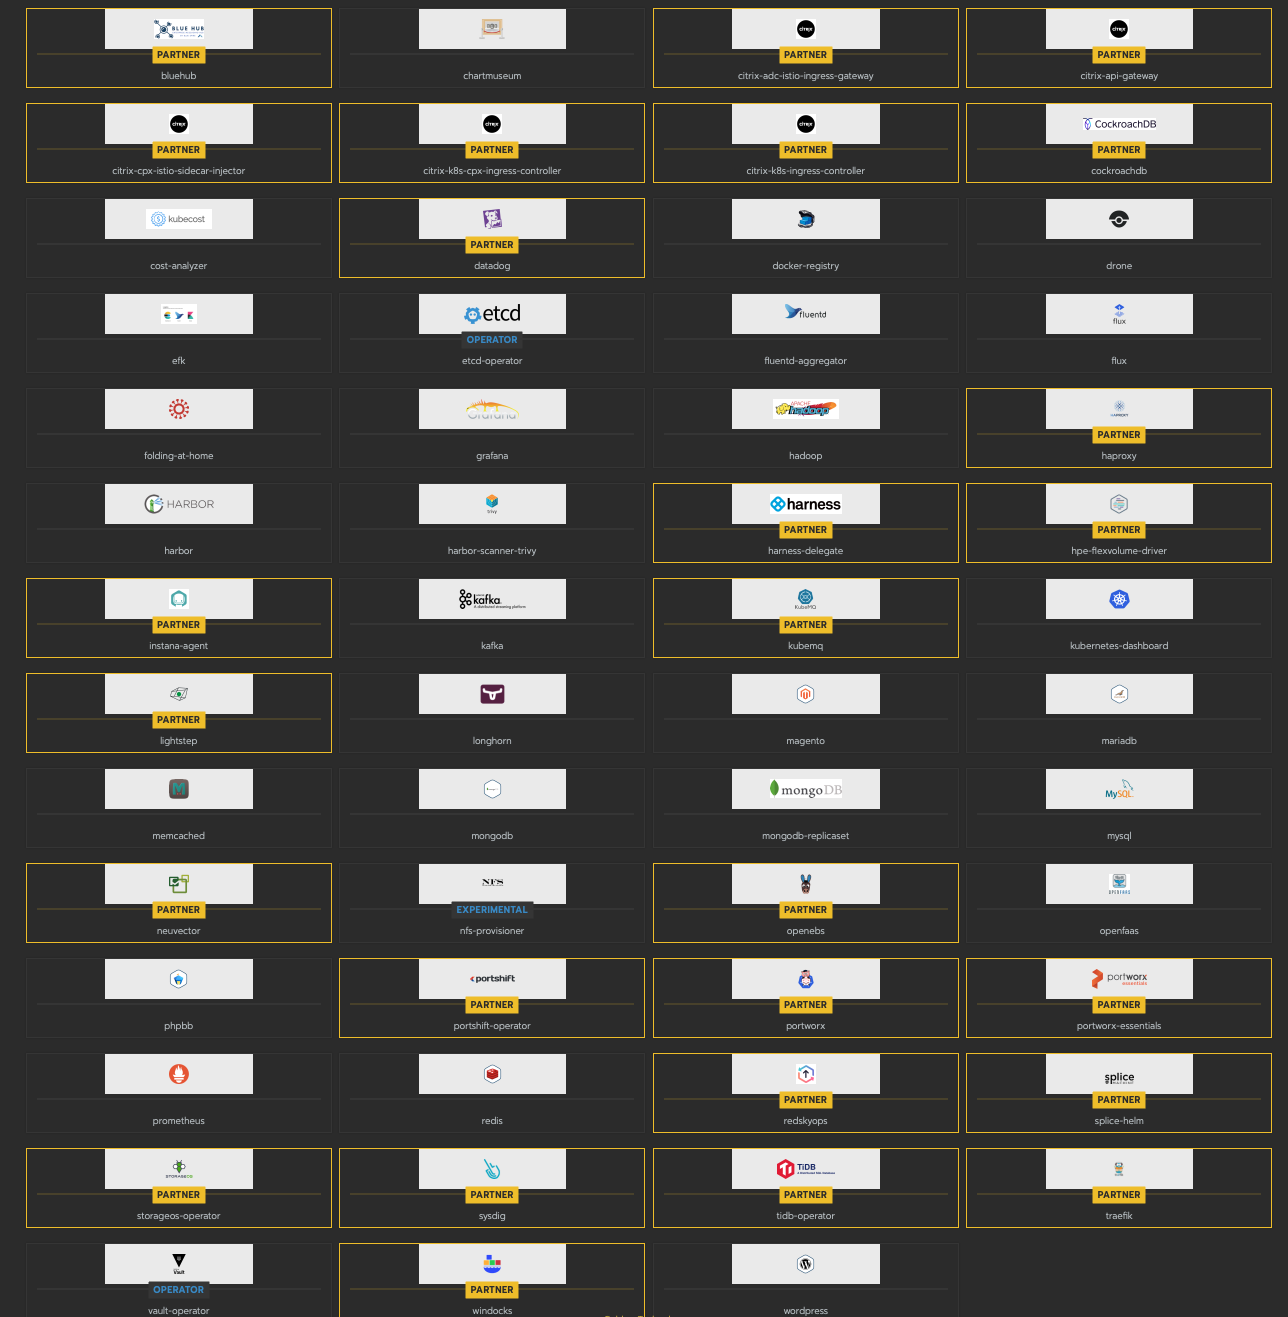 BLUE HUB
PARTNER
bluehub
chartmuseum
citrix
PARTNER
citrix-adc-istio-ingress-gateway
citrix
PARTNER
citrix-api-gateway
citrix
PARTNER
citrix-cpx-istio-sidecar-injector
citrix
PARTNER
citrix-k8s-cpx-ingress-controller
citrix
PARTNER
citrix-k8s-ingress-controller
CockroachDB
PARTNER
cockroachdb
kubecost
cost-analyzer
PARTNER
datadog
docker-registry
drone
efk
etcd
OPERATOR
etcd-operator
fluentd
fluentd-aggregator
flux
flux
folding-at-home
Grafana
grafana
APACHE
hadoop
hadoop
HAPROXY
PARTNER
haproxy
HARBOR
harbor
trivy
harbor-scanner-trivy
harness
PARTNER
harness-delegate
PARTNER
hpe-flexvolume-driver
PARTNER
instana-agent
kafka
A distributed streaming platform
kafka
KubeMQ
PARTNER
kubemq
kubernetes-dashboard
PARTNER
lightstep
longhorn
magento
mariadb
M
memcached
mongodb
mongoDB
mongodb-replicaset
MySQL
mysql
PARTNER
neuvector
NFS
EXPERIMENTAL
nfs-provisioner
PARTNER
openebs
OPENFAAS
openfaas
phpbb
portshift
PARTNER
portshift-operator
PARTNER
portworx
portworx
essentials
PARTNER
portworx-essentials
prometheus
redis
PARTNER
redskyops
splice
MACHINE
PARTNER
splice-helm
STORAGEOS
PARTNER
storageos-operator
PARTNER
sysdig
TiDB
PARTNER
tidb-operator
PARTNER
traefik
Vault
OPERATOR
vault-operator
PARTNER
windocks
W
wordpress